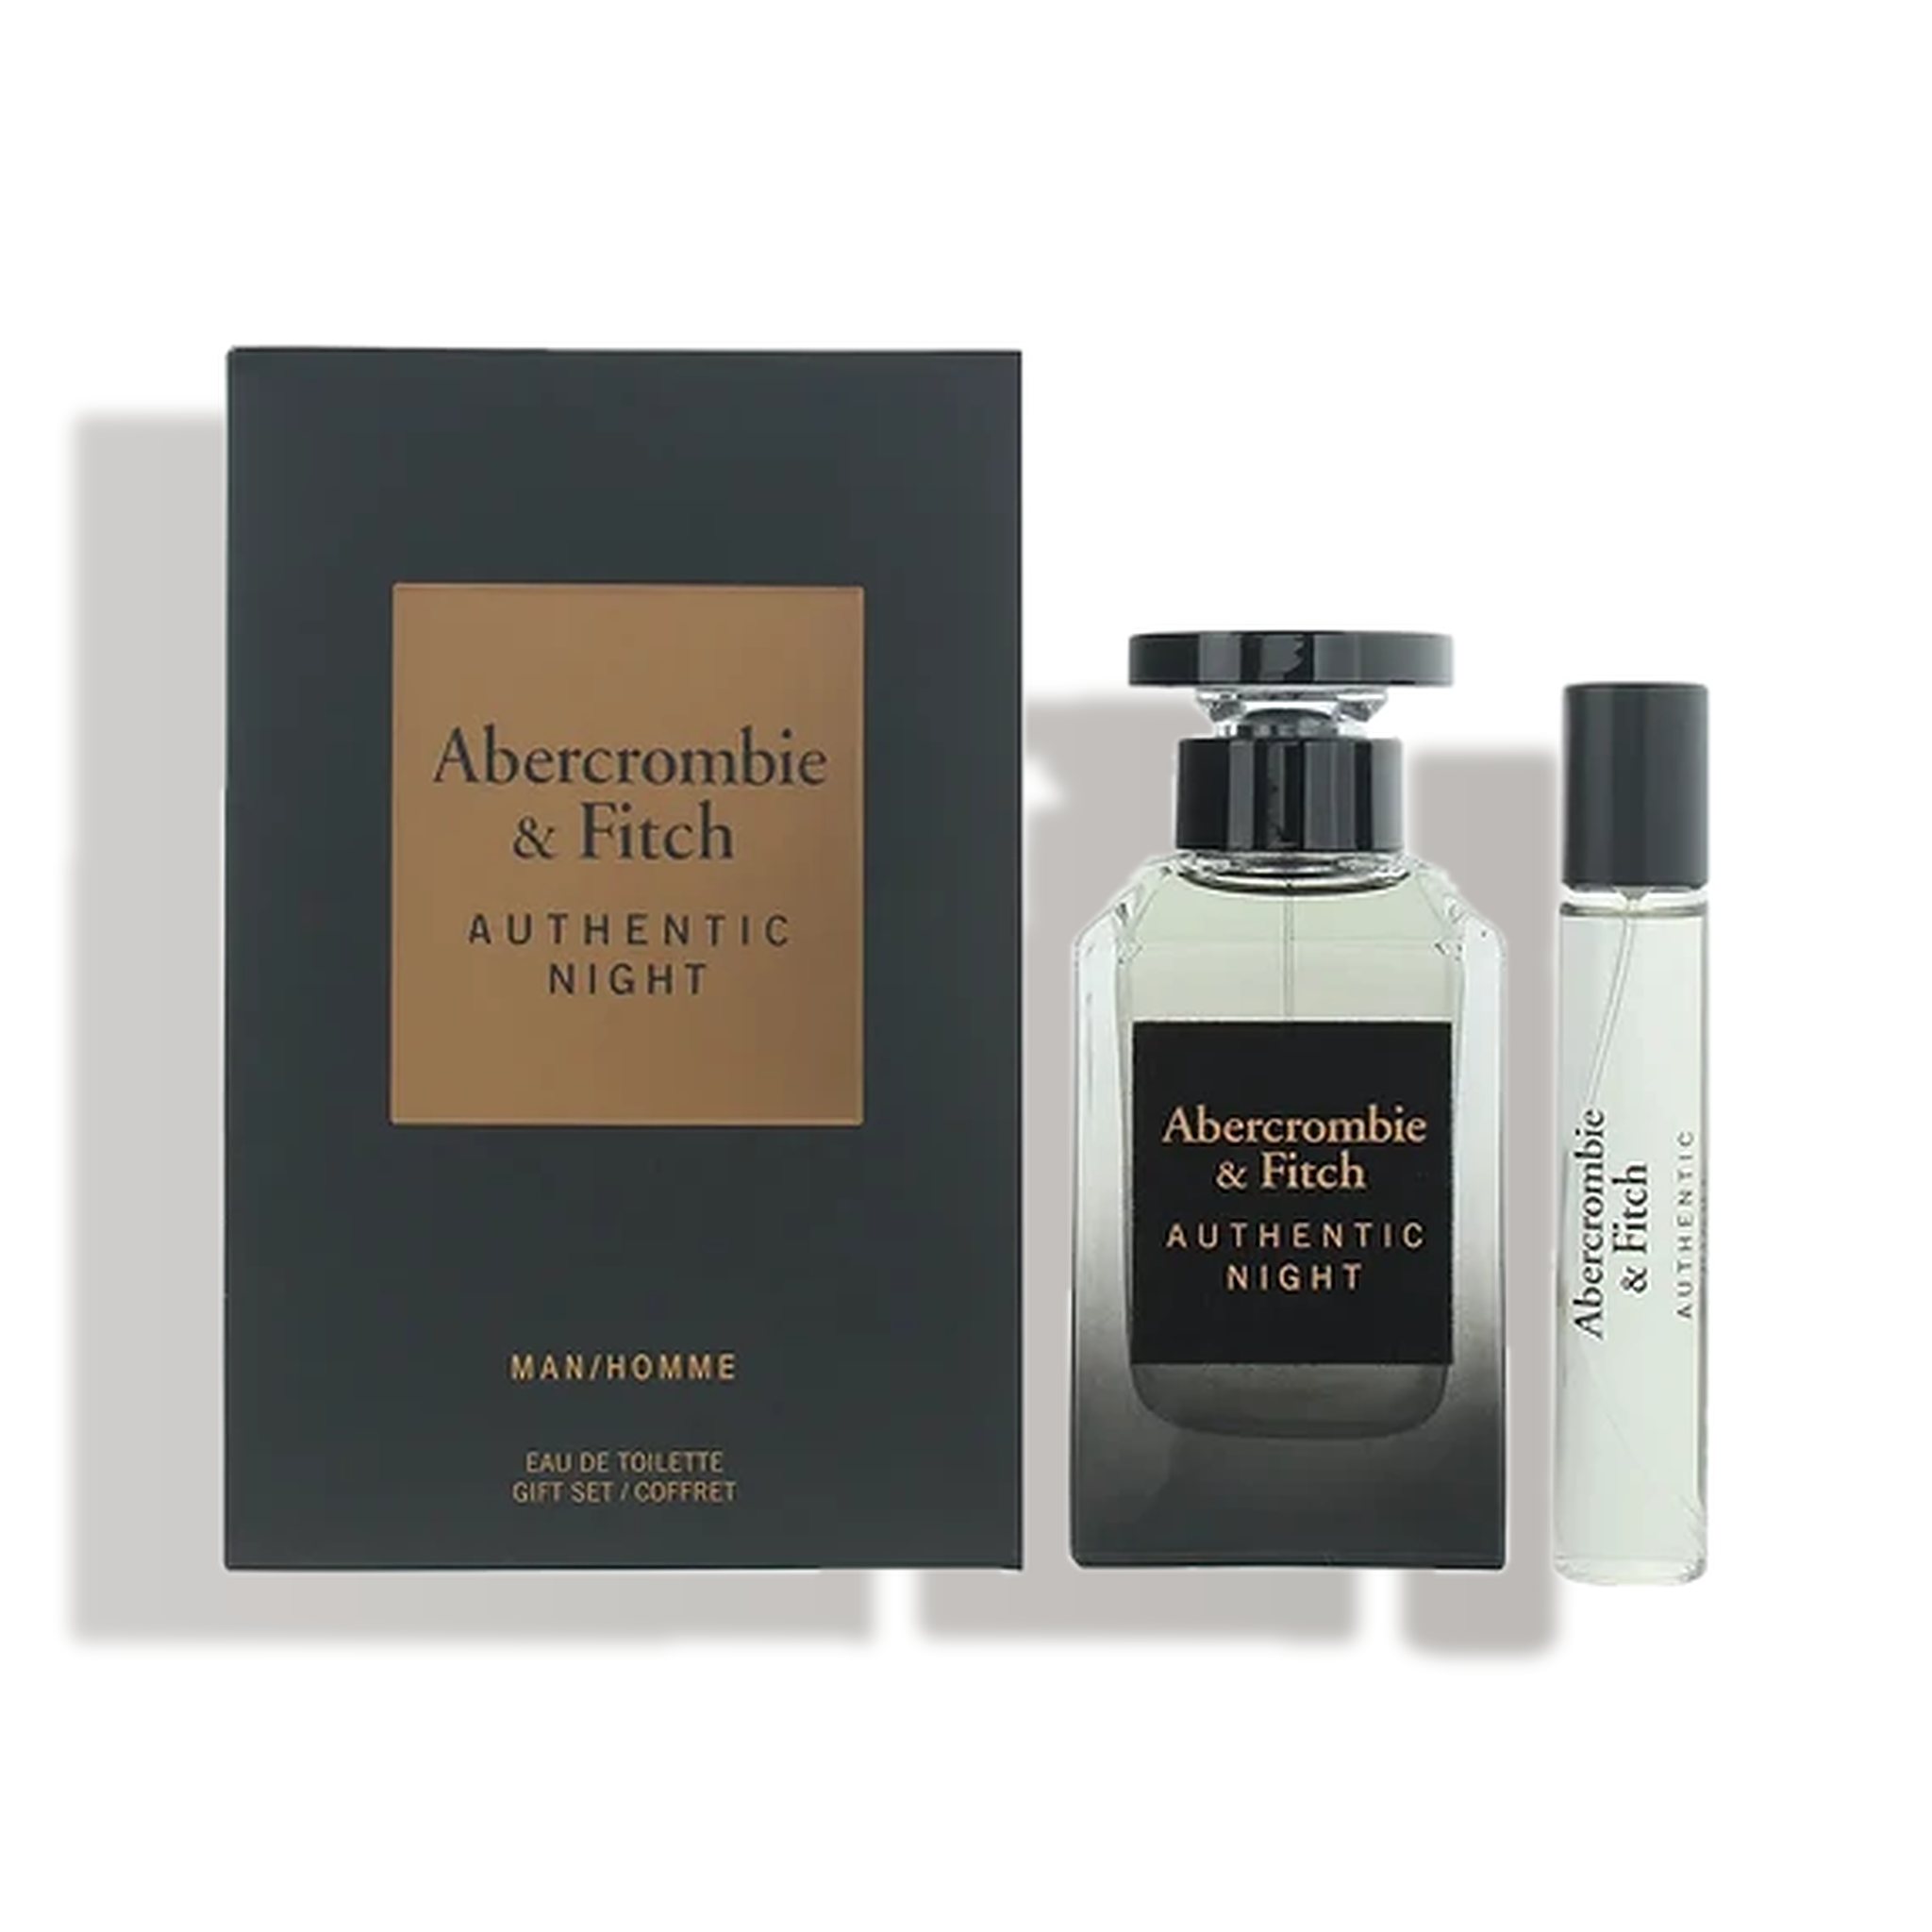 Abercrombie
& Fitch
AUTHENTIC
NIGHT
MAN/HOMME
EAU DE TOILETTE
GIFT SET / COFFRET
Abercrombie
& Fitch
AUTHENTIC
NIGHT
Abercrombie
& Fitch
AUTHENTIC